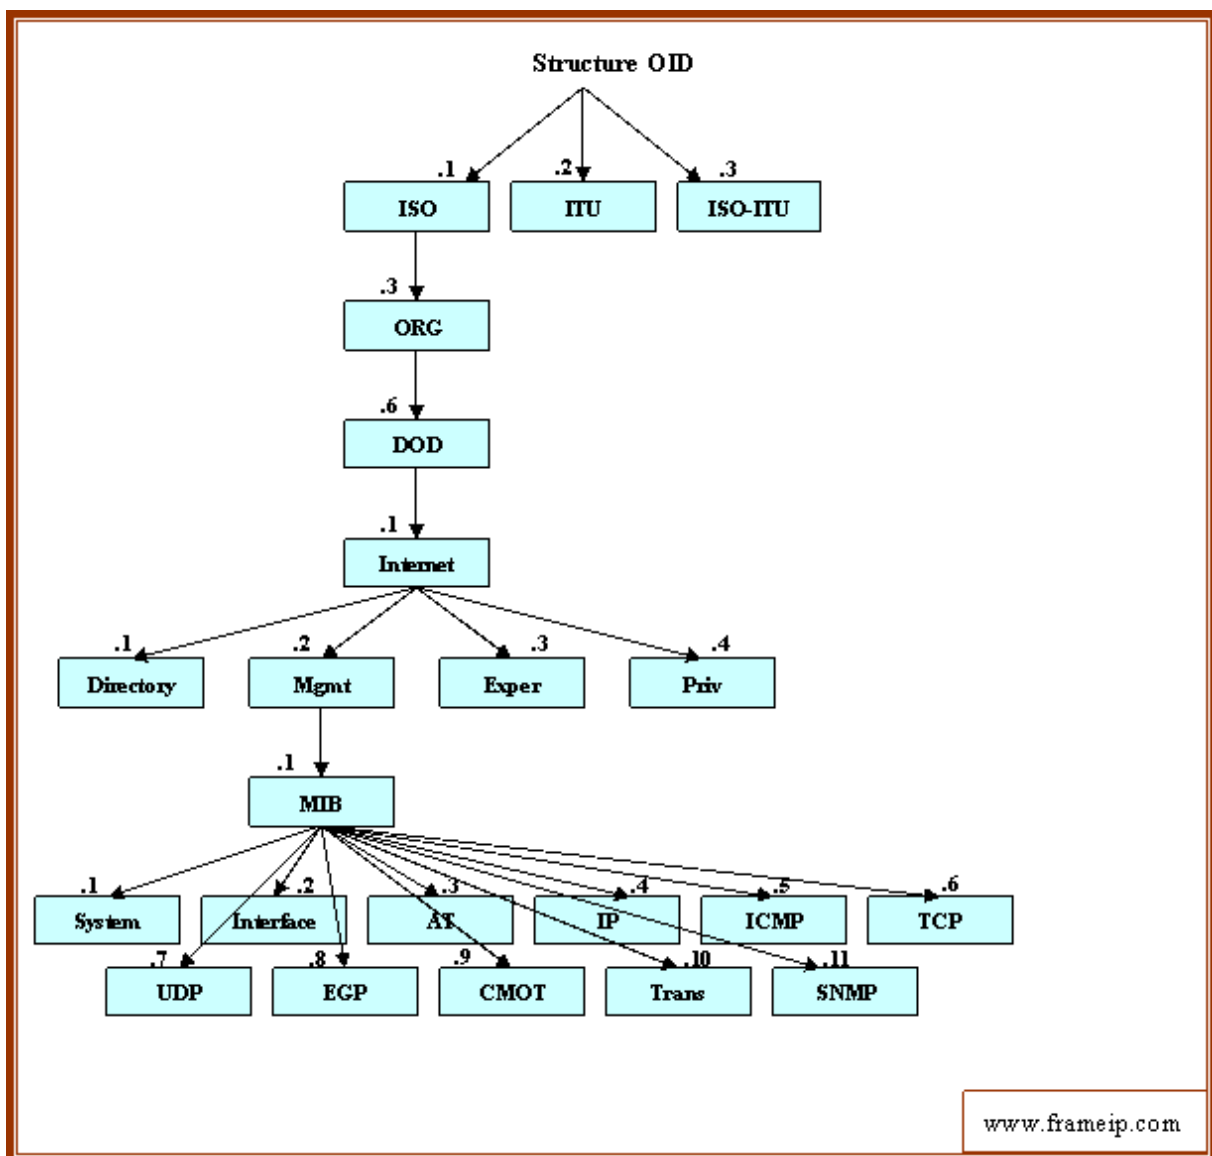 Structure OID
.1 .2 .3
ISO ITU ISO-ITU
.3
ORG
.6
DOD
.1
Internet
.1 .2 .3 .4
Directory Mgmt Exper Priv
.1
MIB
.1 .2 .3 .4 .5 .6
System Interface AT IP ICMP TCP
.7 .8 .9 .10 .11
UDP EGP CMOT Trans SNMP
www.frameip.com